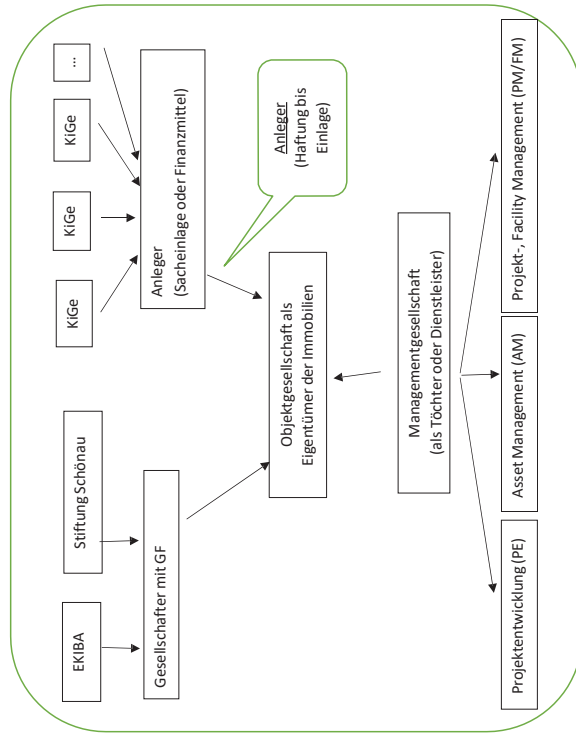 EKIBA
Stiftung Schönau
KiGe
KiGe
KiGe
...
Gesellschafter mit GF
Anleger
(Sacheinlage oder Finanzmittel)
Anleger
(Haftung bis
Einlage)
Objektgesellschaft als
Eigentümer der Immobilien
Managementgesellschaft
(als Töchter oder Dienstleister)
Projektentwicklung (PE)
Asset Management (AM)
Projekt-, Facility Management (PM/FM)